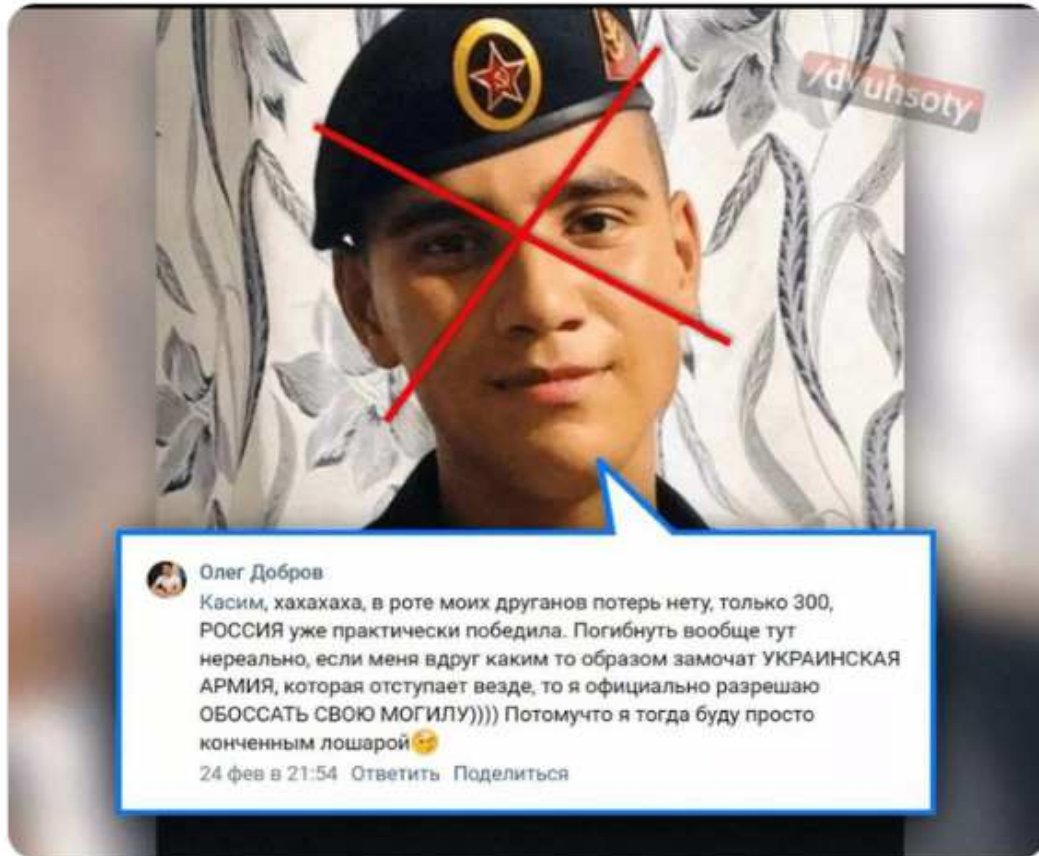 /d uhsoty
Олег Добров
Касим, хахахаха, в роте моих друганов потерь нету, только 300,
РОССИЯ уже практически победила. Погибнуть вообще тут
нереально, если меня вдруг каким то образом замочат УКРАИНСКАЯ
АРМИЯ, которая отступает везде, то я официально разрешаю
ОБОССАТЬ СВОЮ МОГИЛУ)))) Потомучто я тогда буду просто
конченным лошарой🤕
24 фев в 21:54 Ответить Поделиться